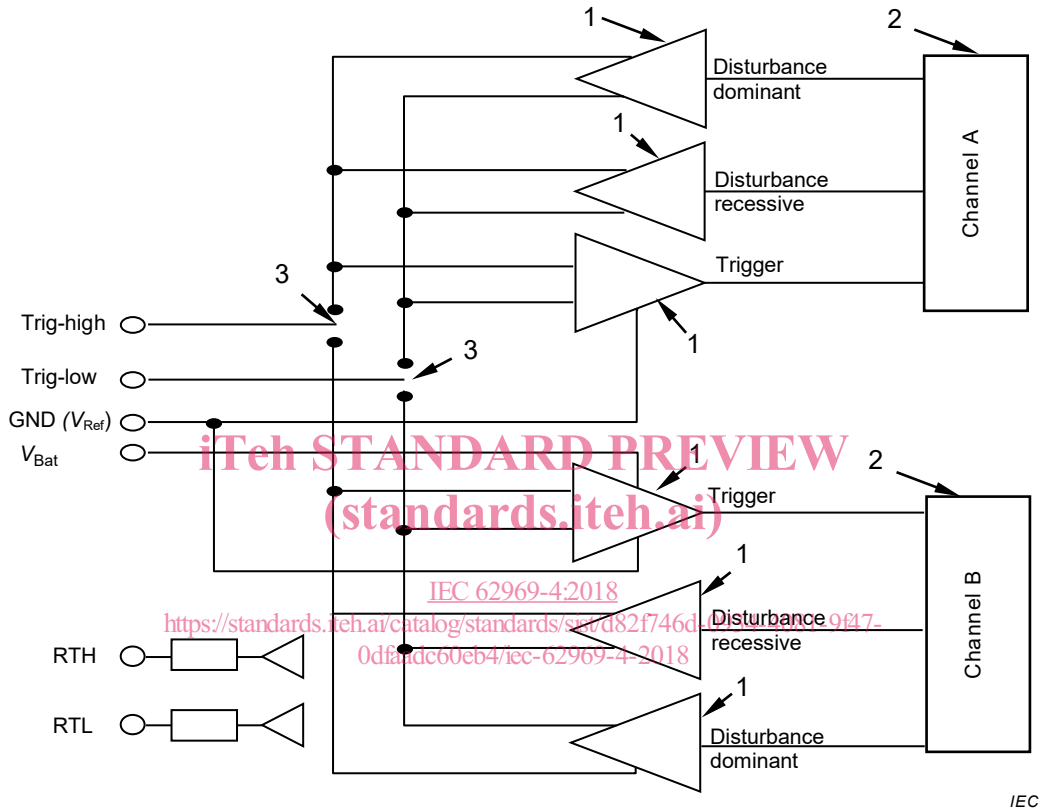 1
2
Disturbance
dominant
1
Disturbance
recessive
Channel A
Trigger
3
1
Trig-high
3
Trig-low
GND (VRef)
VBat
iTeh STANDARD PREVIEW
1
2
Trigger
(standards.iteh.ai)
1
IEC 62969-4:2018
Disturbance
https://standards.iteh.ai/catalog/standards/sist/d82f746d-
-9f47-
recessive
Channel B
RTH
0dfaadc60eb4/iec-62969-4-2018
1
RTL
Disturbance
dominant
IEC